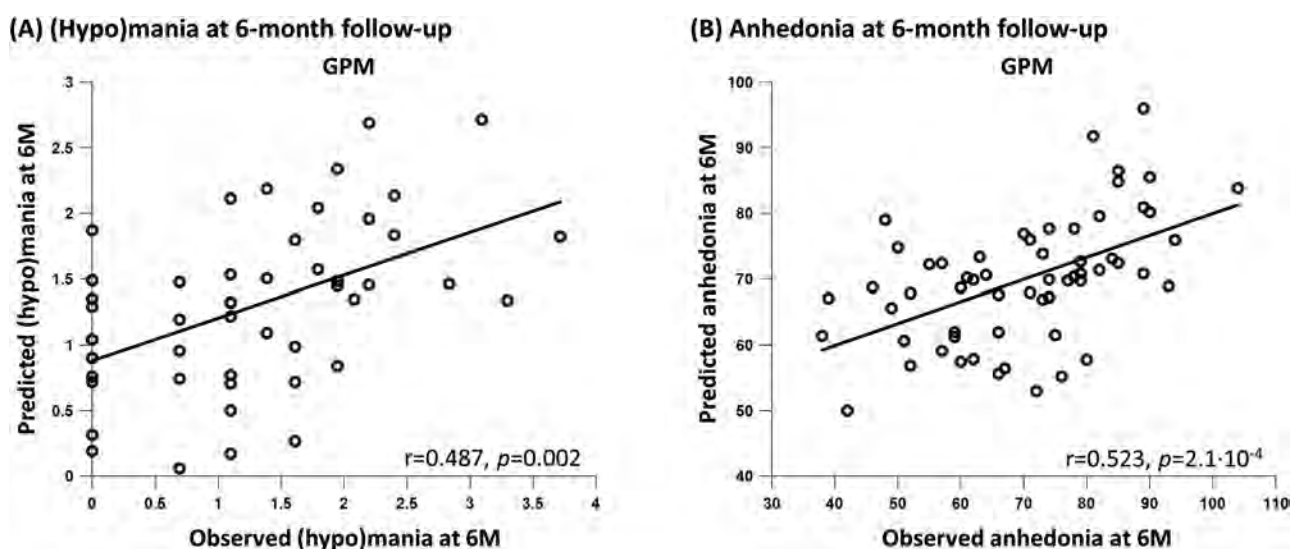 (A) (Hypo)mania at 6-month follow-up
GPM
Predicted (hypo)mania at 6M
3
2.5
2
1.5
1
0.5
0
0 0.5 1 1.5 2 2.5 3 3.5 4
r=0.487, p=0.002
Observed (hypo)mania at 6M
(B) Anhedonia at 6-month follow-up
GPM
Predicted anhedonia at 6M
100
90
80
70
60
50
40
30 40 50 60 70 80 90 100 110
r=0.523, p=2.1·10⁻⁴
Observed anhedonia at 6M